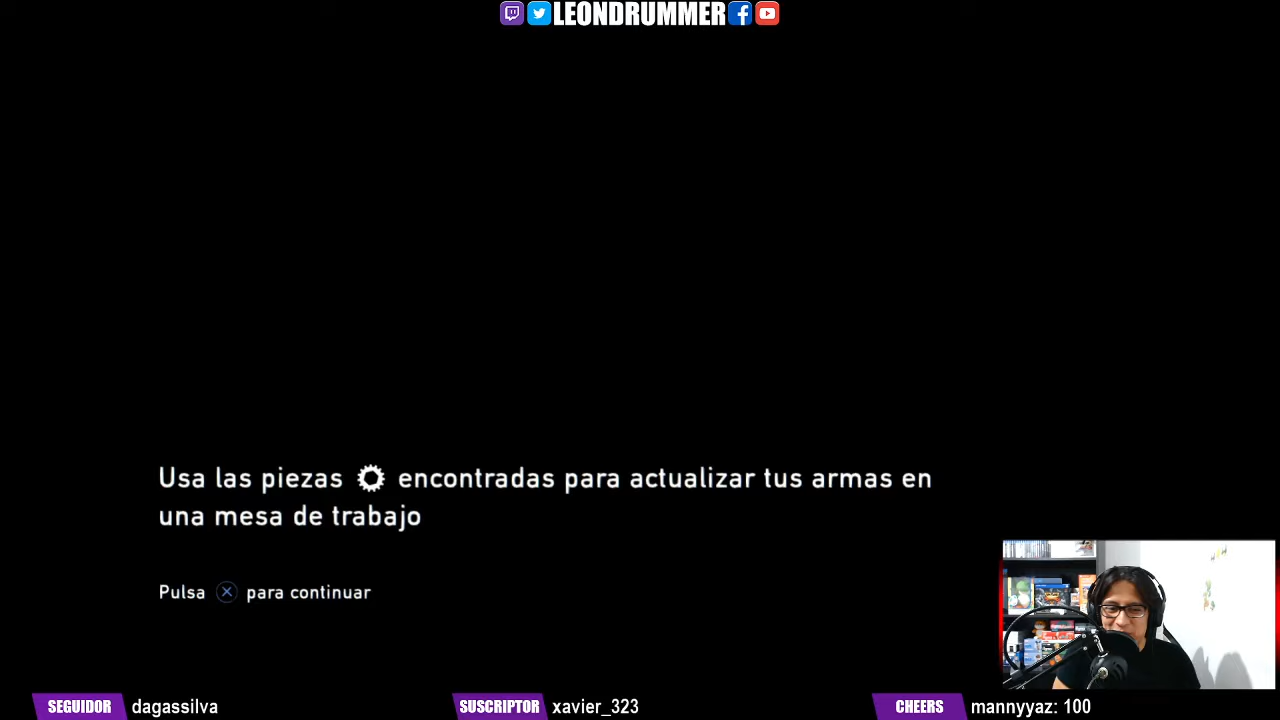 LEONDRUMMER
Usa las piezas encontradas para actualizar tus armas en
una mesa de trabajo
Pulsa para continuar
SEGUIDOR dagassilva
SUSCRIPTOR xavier_323
CHEERS mannyyaz: 100